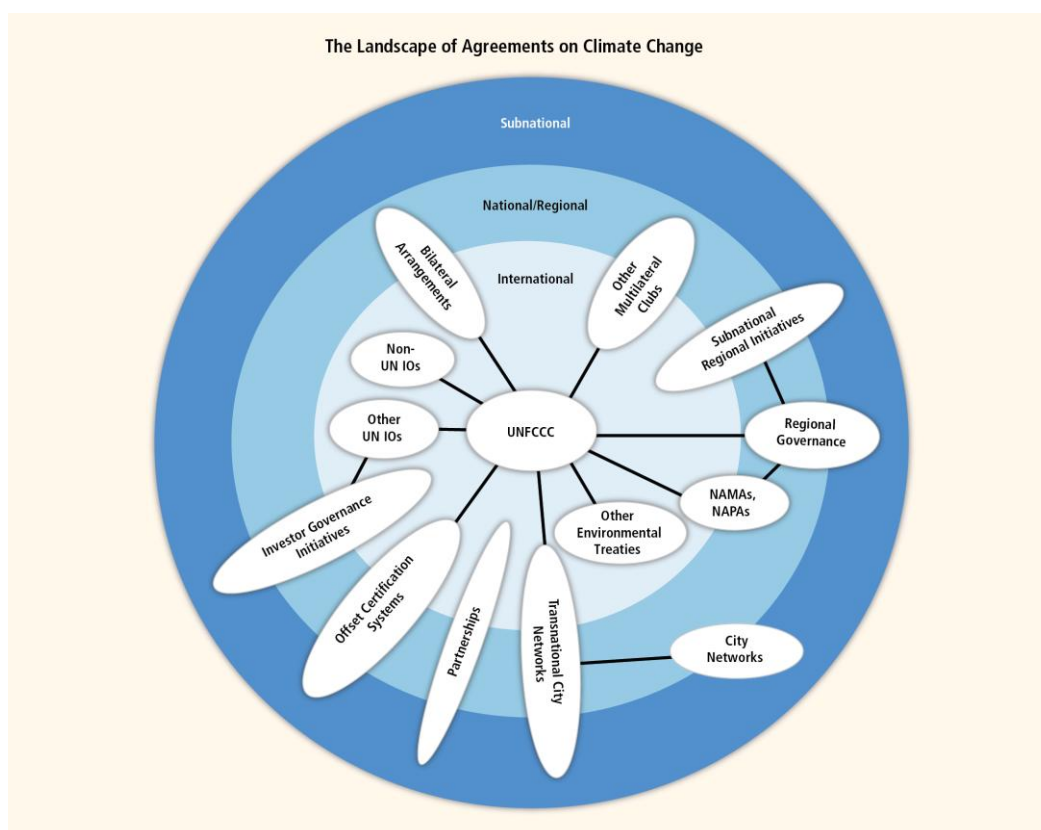 The Landscape of Agreements on Climate Change
Subnational
National/Regional
International
Bilateral
Arrangements
Other
Multilateral
Clubs
Subnational
Regional Initiatives
Non-
UN IOs
Other
UN IOs
UNFCCC
Regional
Governance
NAMAs,
NAPAs
Other
Environmental
Treaties
Investor Governance
Initiatives
Offset Certification
Systems
Partnerships
Transnational City
Networks
City
Networks